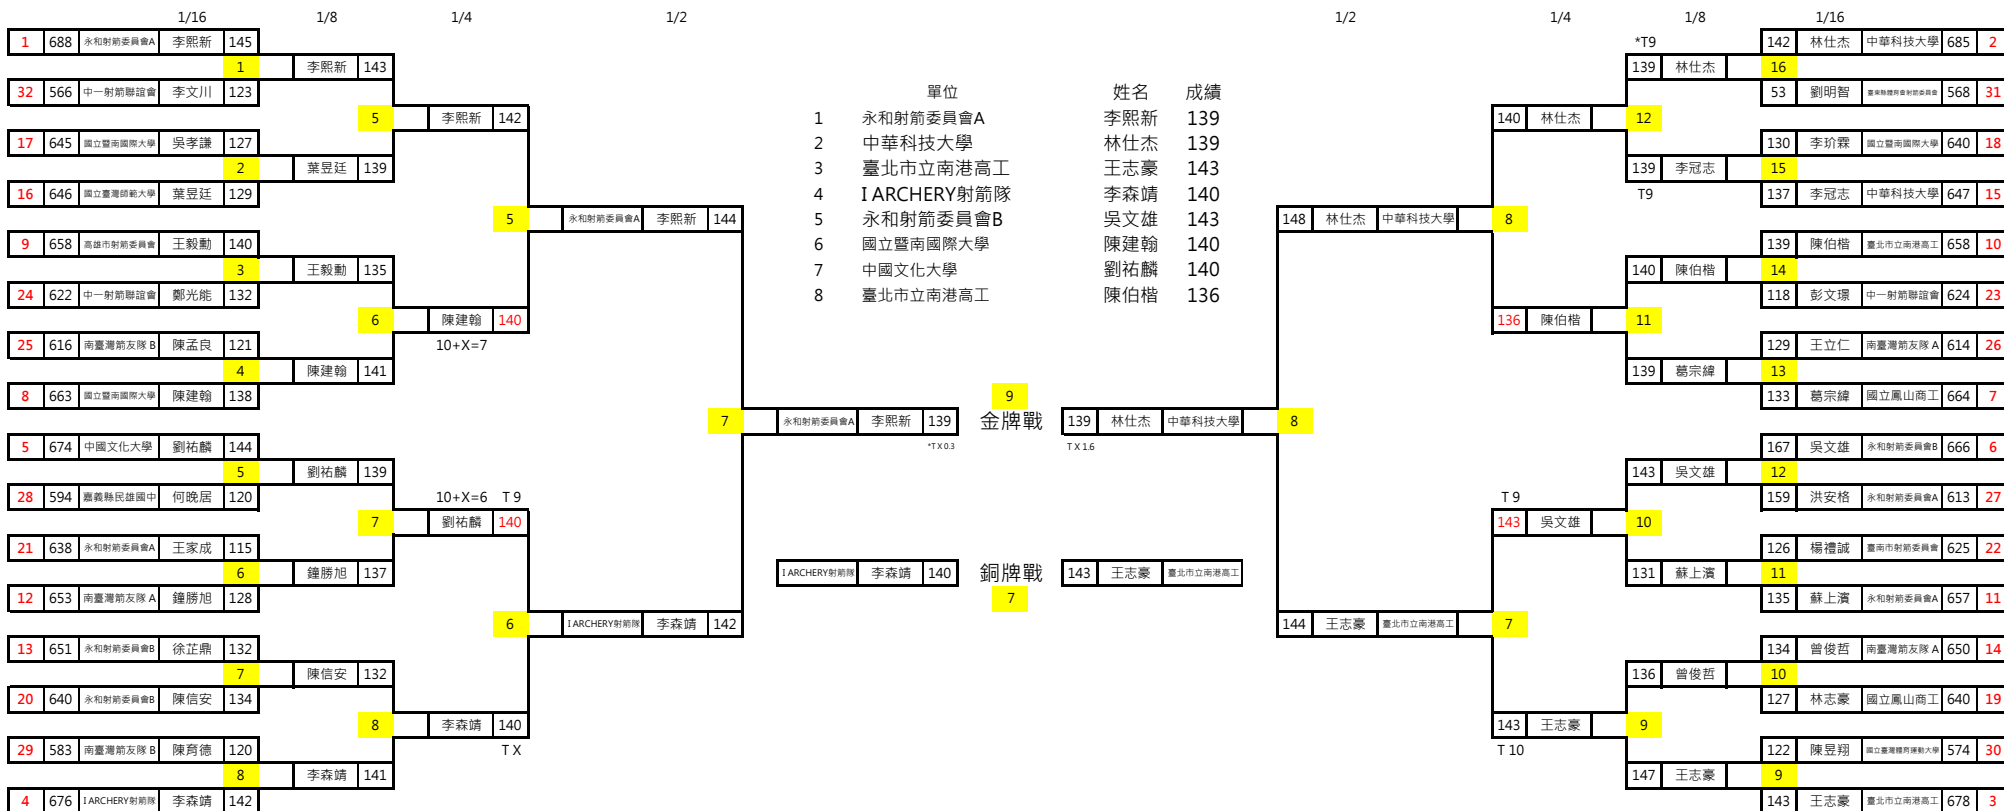 1/16 1/8 1/4 1/2 1/2 1/4 1/8 1/16
1 688 永和射箭委員會A 李熙新 145 *T9 142 林仕杰 中華科技大學 685 2
1 李熙新 143 139 林仕杰 16
32 566 中一射箭聯誼會 李文川 123 單位 姓名 成績 53 劉明智 臺東縣體育會射箭委員會 568 31
5 李熙新 142 1 永和射箭委員會A 李熙新 139 140 林仕杰 12
17 645 國立暨南國際大學 吳孝謙 127 2 中華科技大學 林仕杰 139 130 李玠霖 國立暨南國際大學 640 18
2 葉昱廷 139 3 臺北市立南港高工 王志豪 143 139 李冠志 15
16 646 國立臺灣師範大學 葉昱廷 129 4 I ARCHERY射箭隊 李森靖 140 T9 137 李冠志 中華科技大學 647 15
5 永和射箭委員會A 李熙新 144 5 永和射箭委員會B 吳文雄 143 148 林仕杰 中華科技大學 8
9 658 高雄市射箭委員會 王毅勳 140 6 國立暨南國際大學 陳建翰 140 139 陳伯楷 臺北市立南港高工 658 10
3 王毅勳 135 7 中國文化大學 劉祐麟 140 140 陳伯楷 14
24 622 中一射箭聯誼會 鄭光能 132 8 臺北市立南港高工 陳伯楷 136 118 彭文璟 中一射箭聯誼會 624 23
6 陳建翰 140 136 陳伯楷 11
25 616 南臺灣箭友隊 B 陳孟良 121 10+X=7 129 王立仁 南臺灣箭友隊 A 614 26
4 陳建翰 141 139 葛宗緯 13
8 663 國立暨南國際大學 陳建翰 138 9 133 葛宗緯 國立鳳山商工 664 7
7 永和射箭委員會A 李熙新 139 金牌戰 139 林仕杰 中華科技大學 8
5 674 中國文化大學 劉祐麟 144 *T X 0.3 T X 1.6 167 吳文雄 永和射箭委員會B 666 6
5 劉祐麟 139 143 吳文雄 12
28 594 嘉義縣民雄國中 何晚居 120 10+X=6 T 9 T 9 159 洪安格 永和射箭委員會A 613 27
7 劉祐麟 140 143 吳文雄 10
21 638 永和射箭委員會A 王家成 115 126 楊禮誠 臺南市射箭委員會 625 22
6 鐘勝旭 137 I ARCHERY射箭隊 李森靖 140 銅牌戰 143 王志豪 臺北市立南港高工 131 蘇上濱 11
12 653 南臺灣箭友隊 A 鐘勝旭 128 7 135 蘇上濱 永和射箭委員會A 657 11
6 I ARCHERY射箭隊 李森靖 142 144 王志豪 臺北市立南港高工 7
13 651 永和射箭委員會B 徐芷鼎 132 134 曾俊哲 南臺灣箭友隊 A 650 14
7 陳信安 132 136 曾俊哲 10
20 640 永和射箭委員會B 陳信安 134 127 林志豪 國立鳳山商工 640 19
8 李森靖 140 143 王志豪 9
29 583 南臺灣箭友隊 B 陳育德 120 T X T 10 122 陳昱翔 國立臺灣體育運動大學 574 30
8 李森靖 141 147 王志豪 9
4 676 I ARCHERY射箭隊 李森靖 142 143 王志豪 臺北市立南港高工 678 3